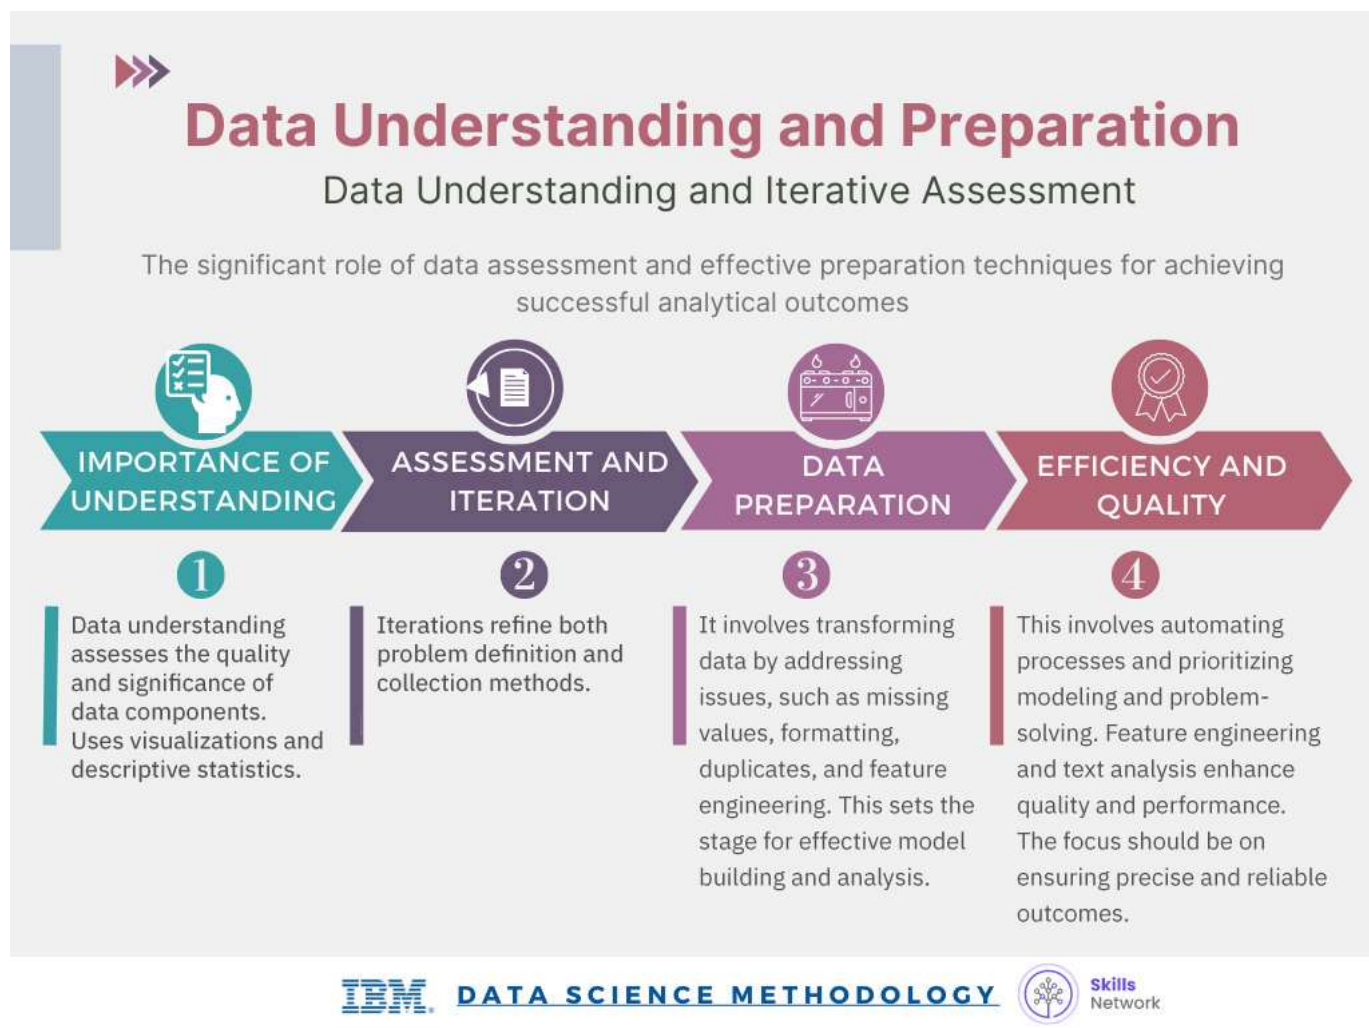 Data Understanding and Preparation
Data Understanding and Iterative Assessment
The significant role of data assessment and effective preparation techniques for achieving
successful analytical outcomes
IMPORTANCE OF
UNDERSTANDING
1
Data understanding
assesses the quality
and significance of
data components.
Uses visualizations and
descriptive statistics.
ASSESSMENT AND
ITERATION
2
Iterations refine both
problem definition and
collection methods.
DATA
PREPARATION
3
It involves transforming
data by addressing
issues, such as missing
values, formatting,
duplicates, and feature
engineering. This sets the
stage for effective model
building and analysis.
EFFICIENCY AND
QUALITY
4
This involves automating
processes and prioritizing
modeling and problem-
solving. Feature engineering
and text analysis enhance
quality and performance.
The focus should be on
ensuring precise and reliable
outcomes.
IBM. DATA SCIENCE METHODOLOGY
Skills
Network